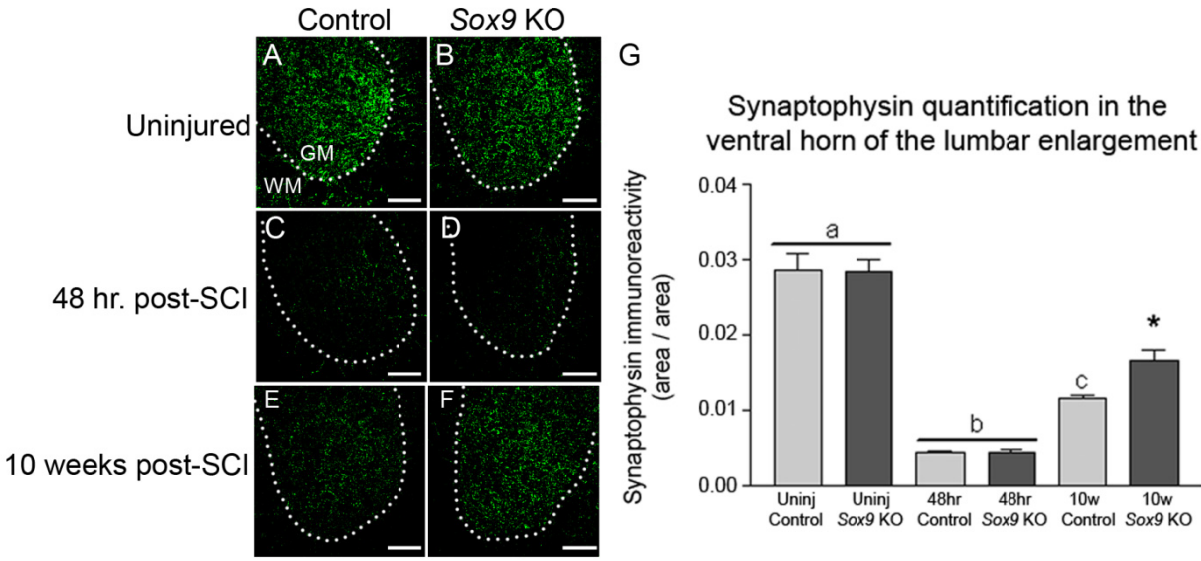 Control
Sox9 KO
A
B
G
Uninjured
GM
WM
C
D
48 hr. post-SCI
E
F
10 weeks post-SCI
Synaptophysin quantification in the
ventral horn of the lumbar enlargement
Synaptophysin immunoreactivity
(area / area)
0.04
0.03
0.02
0.01
0.00
a
b
c
*
Uninj
Control
Uninj
Sox9 KO
48hr
Control
48hr
Sox9 KO
10w
Control
10w
Sox9 KO